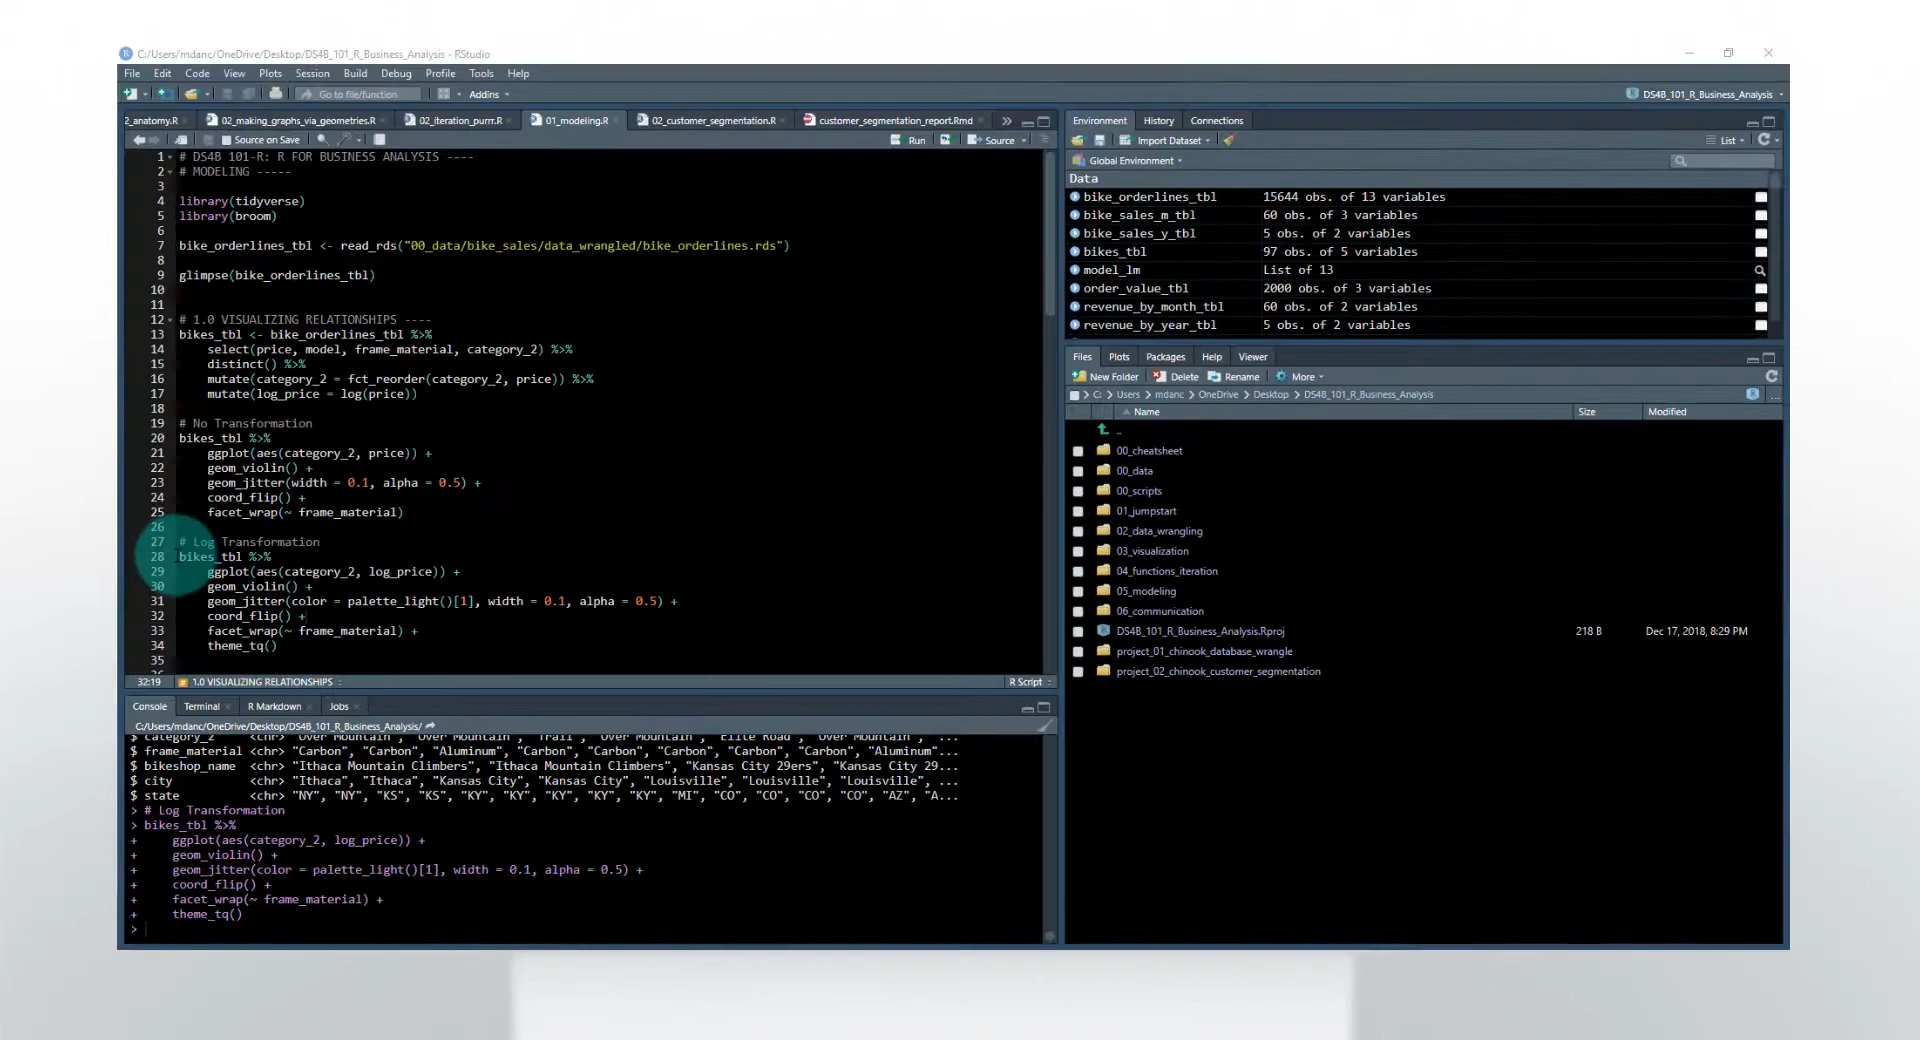 C:/Users/mdanc/OneDrive/Desktop/DS4B_101_R_Business_Analysis - RStudio
File Edit Code View Plots Session Build Debug Profile Tools Help
Go to file/function Addins DS4B_101_R_Business_Analysis
2_anatomy.R 02_making_graphs_via_geometries.R 02_iteration_purrr.R 01_modeling.R 02_customer_segmentation.R customer_segmentation_report.Rmd
Source on Save Run Source
1 # DS4B 101-R: R FOR BUSINESS ANALYSIS ----
2 # MODELING -----
3
4 library(tidyverse)
5 library(broom)
6
7 bike_orderlines_tbl <- read_rds("00_data/bike_sales/data_wrangled/bike_orderlines.rds")
8
9 glimpse(bike_orderlines_tbl)
10
11
12 # 1.0 VISUALIZING RELATIONSHIPS ----
13 bikes_tbl <- bike_orderlines_tbl %>%
14 select(price, model, frame_material, category_2) %>%
15 distinct() %>%
16 mutate(category_2 = fct_reorder(category_2, price)) %>%
17 mutate(log_price = log(price))
18
19 # No Transformation
20 bikes_tbl %>%
21 ggplot(aes(category_2, price)) +
22 geom_violin() +
23 geom_jitter(width = 0.1, alpha = 0.5) +
24 coord_flip() +
25 facet_wrap(~ frame_material)
26
27 # Log Transformation
28 bikes_tbl %>%
29 ggplot(aes(category_2, log_price)) +
30 geom_violin() +
31 geom_jitter(color = palette_light()[1], width = 0.1, alpha = 0.5) +
32 coord_flip() +
33 facet_wrap(~ frame_material) +
34 theme_tq()
35
32:19 1.0 VISUALIZING RELATIONSHIPS R Script
Console Terminal R Markdown Jobs
C:/Users/mdanc/OneDrive/Desktop/DS4B_101_R_Business_Analysis/
$ category_2 <chr> "Over Mountain", "Over Mountain", "Trail", "Over Mountain", "Elite Road", "Over Mountain", ...
$ frame_material <chr> "Carbon", "Carbon", "Aluminum", "Carbon", "Carbon", "Carbon", "Carbon", "Carbon", "Aluminum"...
$ bikeshop_name <chr> "Ithaca Mountain Climbers", "Ithaca Mountain Climbers", "Kansas City 29ers", "Kansas City 29...
$ city <chr> "Ithaca", "Ithaca", "Kansas City", "Kansas City", "Louisville", "Louisville", "Louisville", ...
$ state <chr> "NY", "NY", "KS", "KS", "KY", "KY", "KY", "KY", "KY", "MI", "CO", "CO", "CO", "CO", "AZ", "A...
> # Log Transformation
> bikes_tbl %>%
+ ggplot(aes(category_2, log_price)) +
+ geom_violin() +
+ geom_jitter(color = palette_light()[1], width = 0.1, alpha = 0.5) +
+ coord_flip() +
+ facet_wrap(~ frame_material) +
+ theme_tq()
>
Environment History Connections
Import Dataset List
Global Environment
Data
bike_orderlines_tbl 15644 obs. of 13 variables
bike_sales_m_tbl 60 obs. of 3 variables
bike_sales_y_tbl 5 obs. of 2 variables
bikes_tbl 97 obs. of 5 variables
model_lm List of 13
order_value_tbl 2000 obs. of 3 variables
revenue_by_month_tbl 60 obs. of 2 variables
revenue_by_year_tbl 5 obs. of 2 variables
Files Plots Packages Help Viewer
New Folder Delete Rename More
C: Users mdanc OneDrive Desktop DS4B_101_R_Business_Analysis ...
Name Size Modified
..
00_cheatsheet
00_data
00_scripts
01_jumpstart
02_data_wrangling
03_visualization
04_functions_iteration
05_modeling
06_communication
DS4B_101_R_Business_Analysis.Rproj 218 B Dec 17, 2018, 8:29 PM
project_01_chinook_database_wrangle
project_02_chinook_customer_segmentation